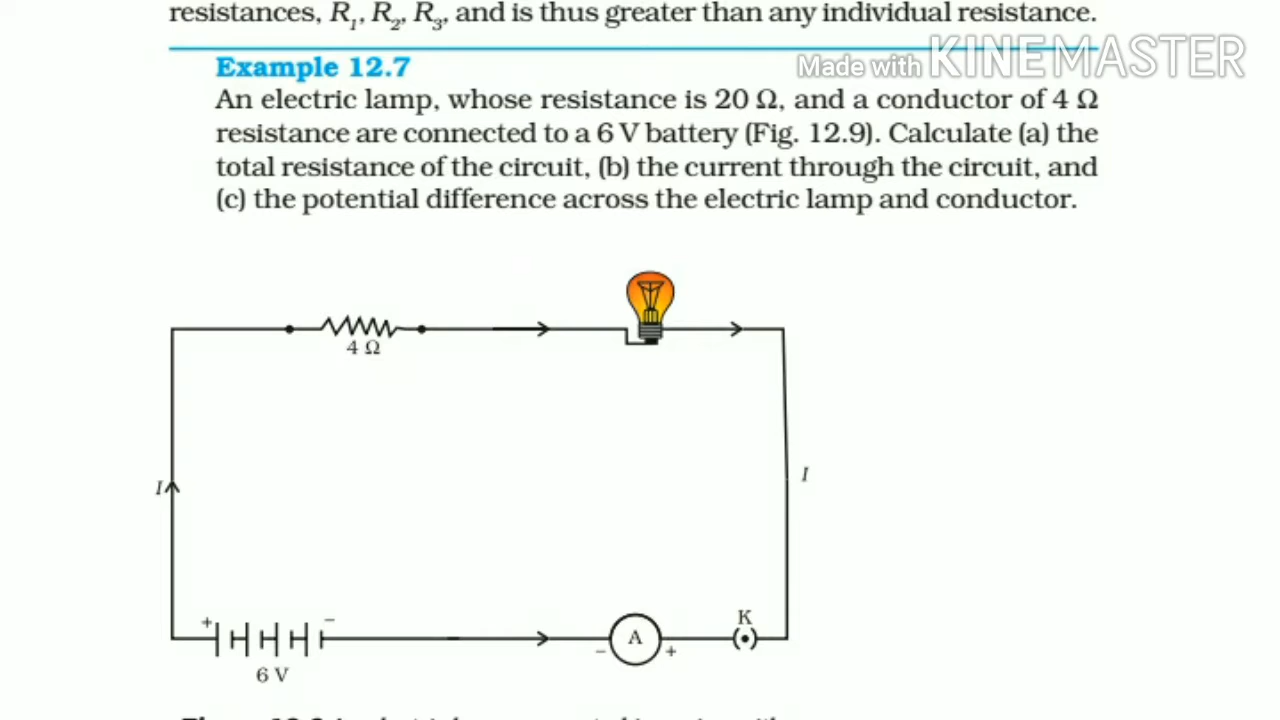 resistances, R1, R2, R3, and is thus greater than any individual resistance.
Made with KINEMASTER
Example 12.7
An electric lamp, whose resistance is 20 Ω, and a conductor of 4 Ω
resistance are connected to a 6 V battery (Fig. 12.9). Calculate (a) the
total resistance of the circuit, (b) the current through the circuit, and
(c) the potential difference across the electric lamp and conductor.
4 Ω
I
I
K
+
−
A
−
+
6 V